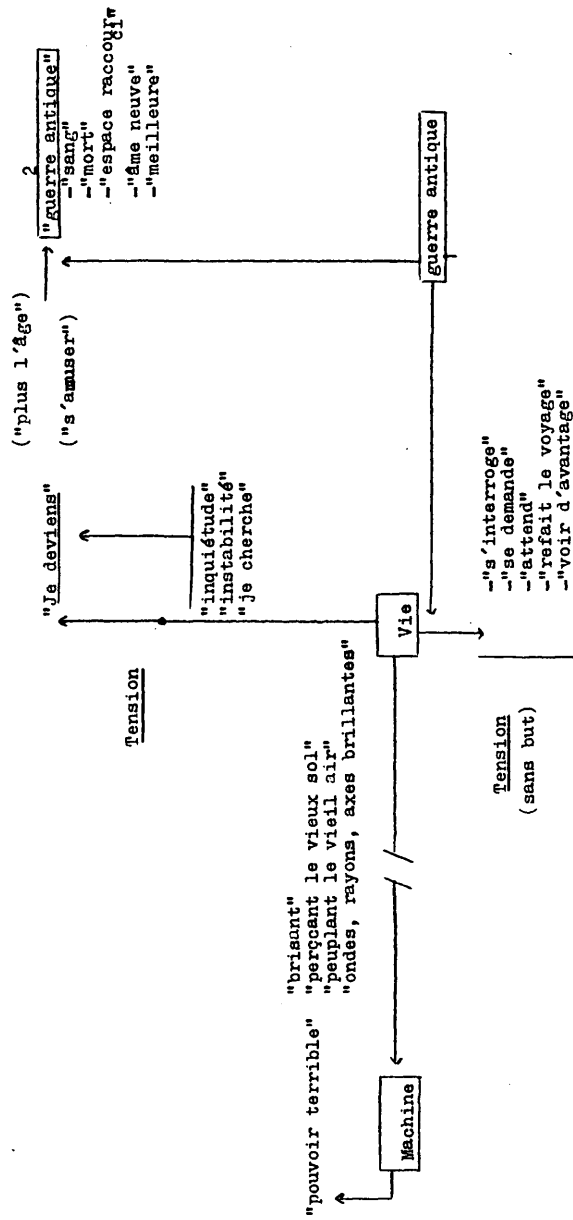 2
"Je deviens"
("plus l'âge")
("s'amuser")
"guerre antique"
-"sang"
-"mort"
-"espace raccourci"
-"âme neuve"
-"meilleure"
Tension
"inquiétude"
"instabilité"
"je cherche"
"pouvoir terrible"
"brisant"
"perçcant le vieux sol"
"peuplant le vieil air"
"ondes, rayons, axes brillantes"
Machine
Vie
guerre antique
Tension
(sans but)
-"s'interroge"
-"se demande"
-"attend"
-"refait le voyage"
-"voir d'avantage"